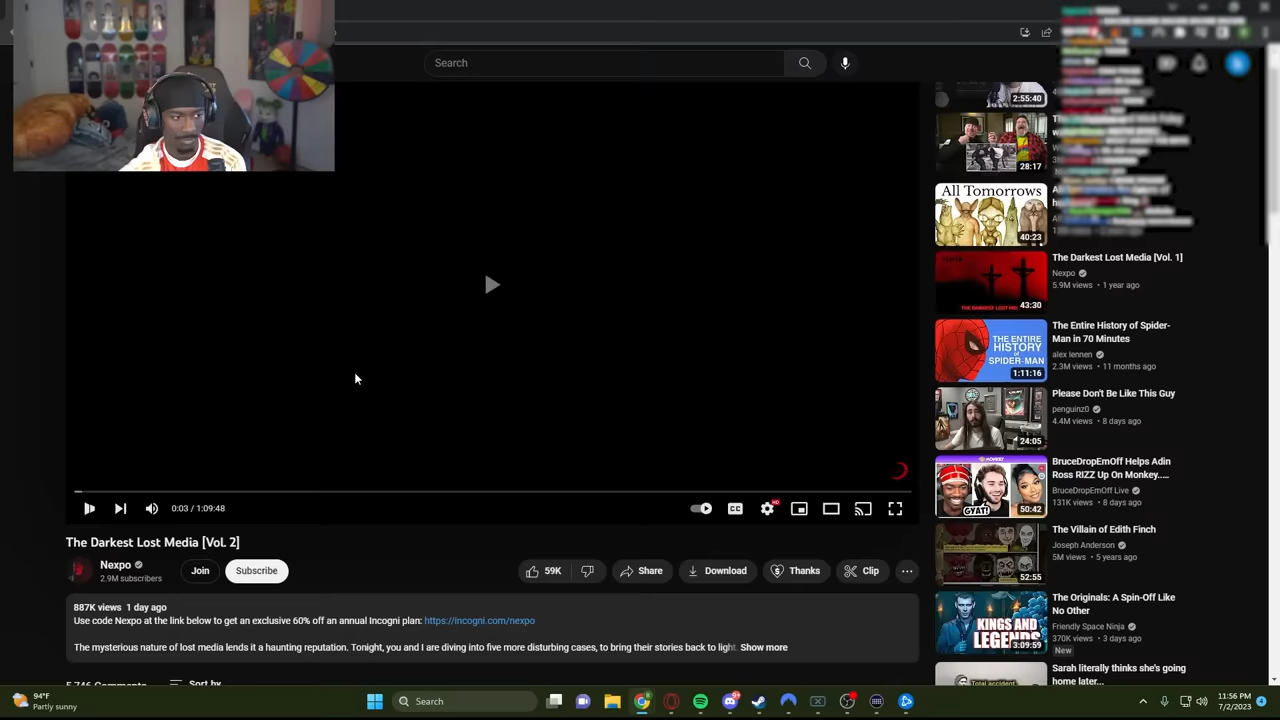 Search
2:55:40
28:17
All Tomorrows
40:23
The Darkest Lost Media [Vol. 1]
Nexpo
5.9M views • 1 year ago
43:30
THE ENTIRE
HISTORY
of
SPIDER-MAN
1:11:16
The Entire History of Spider-
Man in 70 Minutes
alex lennen
2.3M views • 11 months ago
Please Don't Be Like This Guy
penguinz0
4.4M views • 8 days ago
24:05
BruceDropEmOff Helps Adin
Ross RIZZ Up On Monkey....
BruceDropEmOff Live
131K views • 8 days ago
GYAT!
50:42
The Villain of Edith Finch
Joseph Anderson
5M views • 5 years ago
52:55
The Originals: A Spin-Off Like
No Other
Friendly Space Ninja
370K views • 3 days ago
New
KINGS AND
LEGENDS
3:09:59
Sarah literally thinks she's going
home later...
Total accident
0:03 / 1:09:48
CC
HD
The Darkest Lost Media [Vol. 2]
Nexpo
2.9M subscribers
Join
Subscribe
59K
Share
Download
Thanks
Clip
887K views 1 day ago
Use code Nexpo at the link below to get an exclusive 60% off an annual Incogni plan: https://incogni.com/nexpo
The mysterious nature of lost media lends it a haunting reputation. Tonight, you and I are diving into five more disturbing cases, to bring their stories back to light. Show more
5,746 Comments
Sort by
94°F
Partly sunny
Search
11:56 PM
7/2/2023